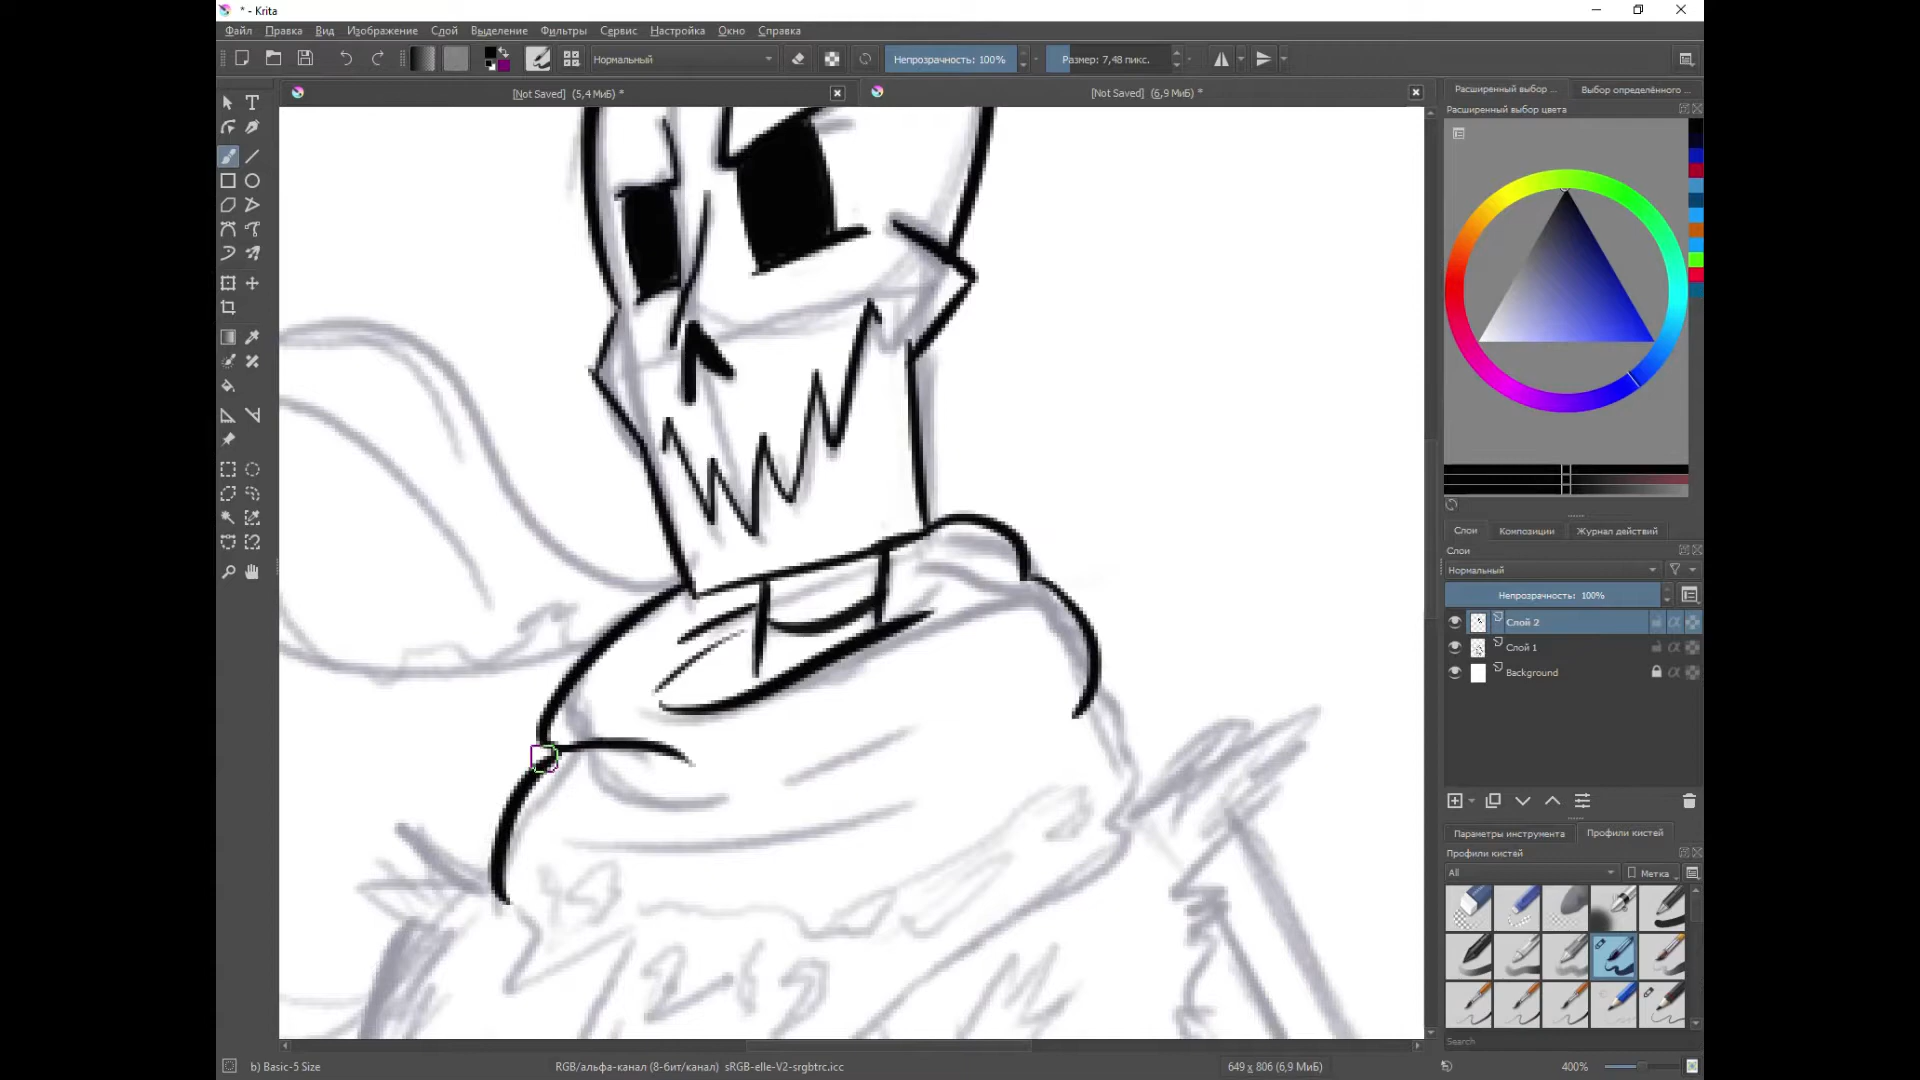 * - Krita
Файл Правка Вид Изображение Слой Выделение Фильтры Сервис Настройка Окно Справка
Нормальный Непрозрачность: 100% Размер: 7,48 пикс.
[Not Saved] (5,4 МиБ) * [Not Saved] (6,9 МиБ) *
Расширенный выбор ... Выбор определённого ...
Расширенный выбор цвета
Слои Композиции Журнал действий
Слои
Нормальный
Непрозрачность: 100%
Слой 2
Слой 1
Background
Параметры инструмента Профили кистей
Профили кистей
All Метка
Search
b) Basic-5 Size RGB/альфа-канал (8-бит/канал) sRGB-elle-V2-srgbtrc.icc 649 x 806 (6,9 МиБ) 400%